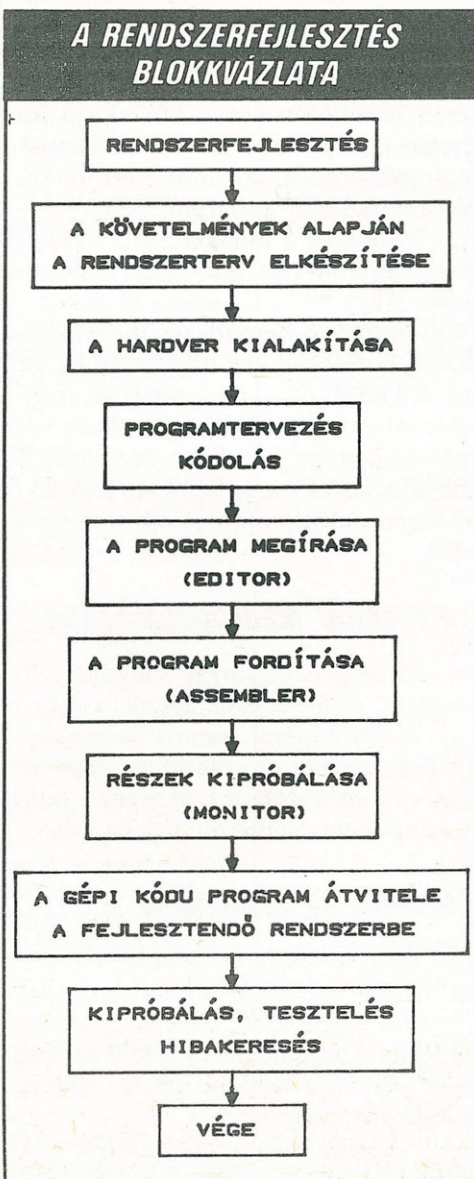 A RENDSZERFEJLESZTÉS
BLOKKVÁZLATA
RENDSZERFEJLESZTÉS
A KÖVETELMÉNYEK ALAPJÁN
A RENDSZERTERV ELKÉSZÍTÉSE
A HARDVER KIALAKÍTÁSA
PROGRAMTERVEZÉS
KÓDOLÁS
A PROGRAM MEGÍRÁSA
(EDITOR)
A PROGRAM FORDÍTÁSA
(ASSEMBLER)
RÉSZEK KIPRÓBÁLÁSA
(MONITOR)
A GÉPI KÓDU PROGRAM ÁTVITELE
A FEJLESZTENDŐ RENDSZERBE
KIPRÓBÁLÁS, TESZTELÉS
HIBAKERESÉS
VÉGE